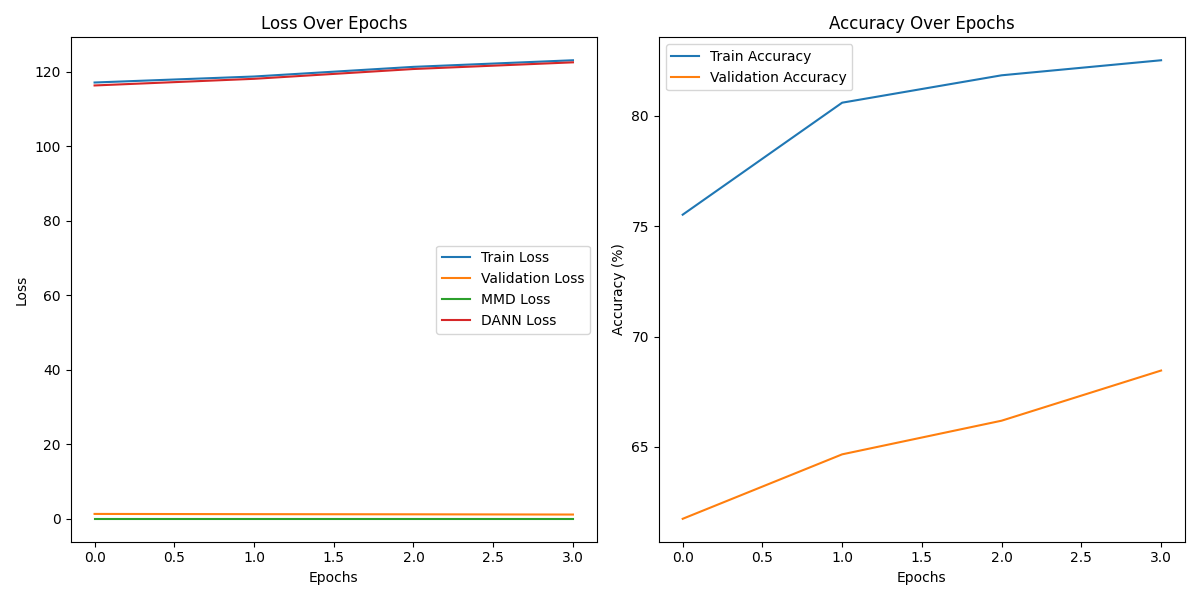 Loss Over Epochs
120
100
80
60
40
20
0
Loss
Train Loss
Validation Loss
MMD Loss
DANN Loss
0.0 0.5 1.0 1.5 2.0 2.5 3.0
Epochs
Accuracy Over Epochs
Train Accuracy
Validation Accuracy
80
75
70
65
Accuracy (%)
0.0 0.5 1.0 1.5 2.0 2.5 3.0
Epochs